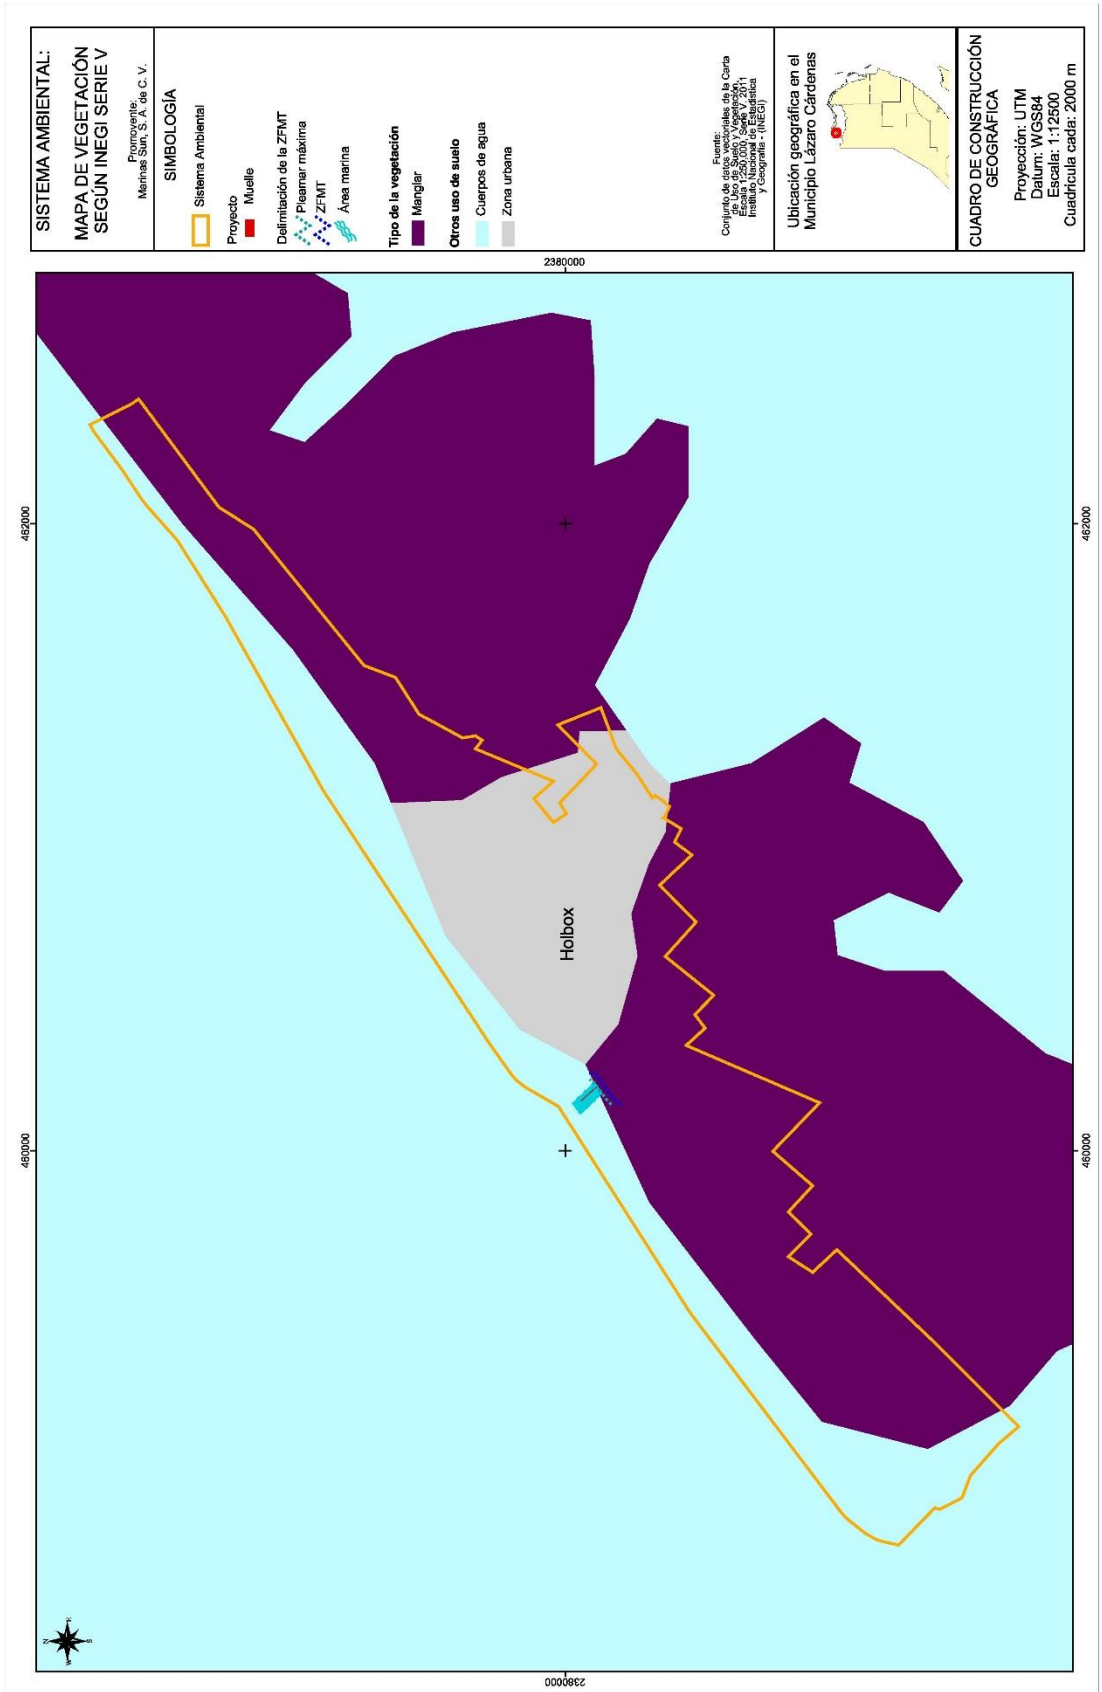 SISTEMA AMBIENTAL:
MAPA DE VEGETACIÓN
SEGÚN INEGI SERIE V
Promovente:
Marinas Sun, S. A. de C. V.
SIMBOLOGÍA
Sistema Ambiental
Proyecto
Muelle
Delimitación de la ZFMT
Pleamar máxima
ZFMT
Área marina
Tipo de la vegetación
Manglar
Otros uso de suelo
Cuerpos de agua
Zona urbana
Fuente:
Conjunto de datos vectoriales de la Carta
de Uso de Suelo y Vegetación,
Escala 1:250,000, Serie V, 2011
Instituto Nacional de Estadística
y Geografía - (INEGI)
Ubicación geográfica en el
Municipio Lázaro Cárdenas
CUADRO DE CONSTRUCCIÓN
GEOGRÁFICA
Proyección: UTM
Datum: WGS84
Escala: 1:12500
Cuadrícula cada: 2000 m
460000
462000
2380000
2380000
Holbox
460000
462000
N
E
S
W